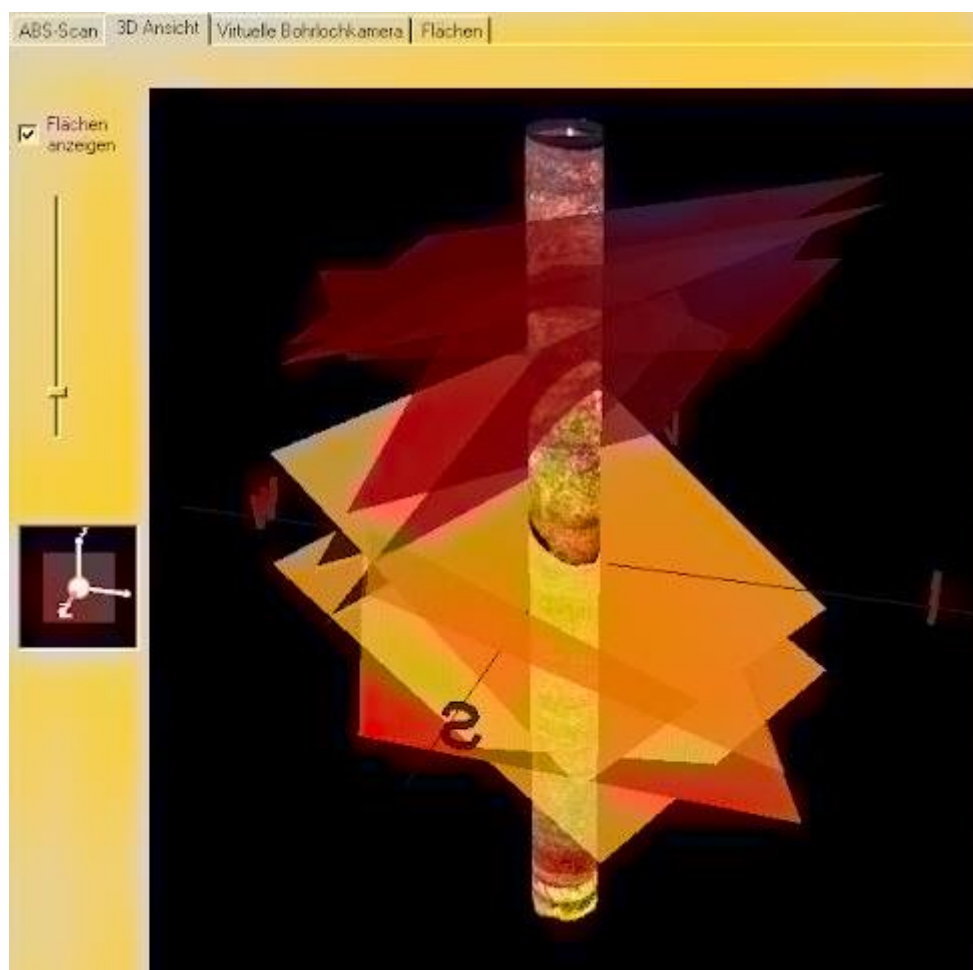 ABS-Scan 3D Ansicht Virtuelle Bohrlochkamera Flächen
Flächen
anzeigen
W
N
S